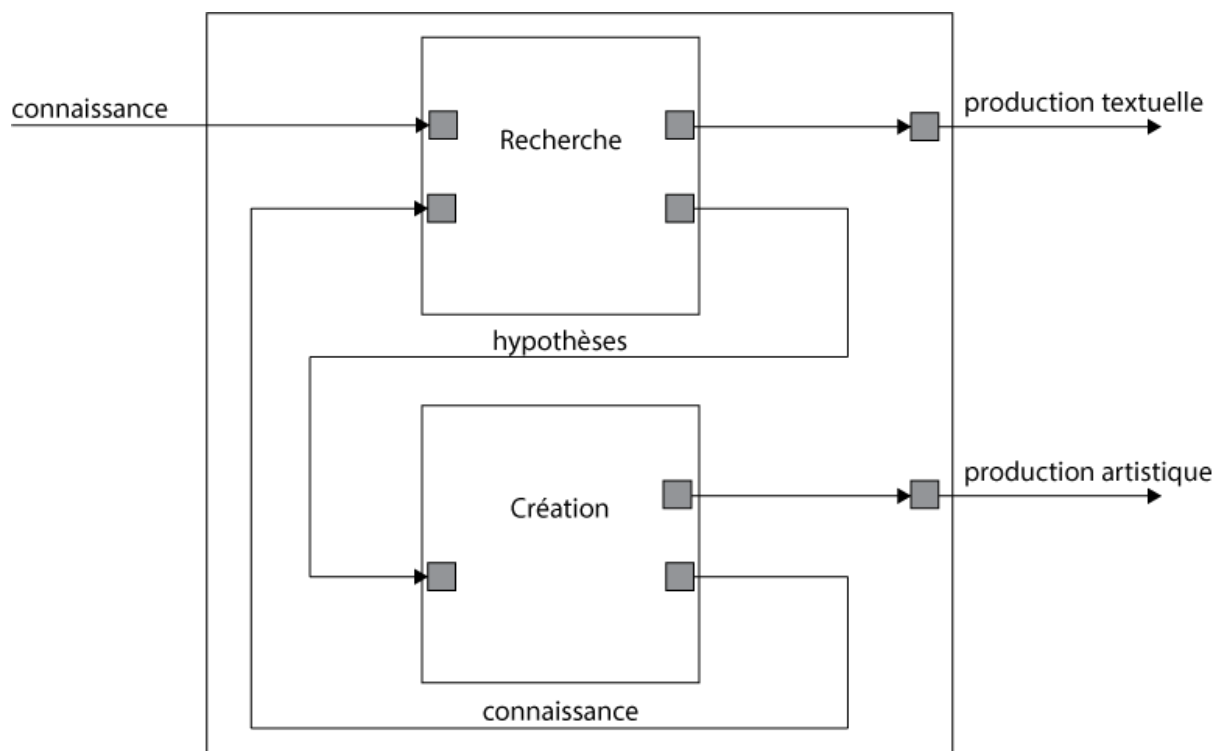 connaissance
production textuelle
Recherche
hypothèses
production artistique
Création
connaissance